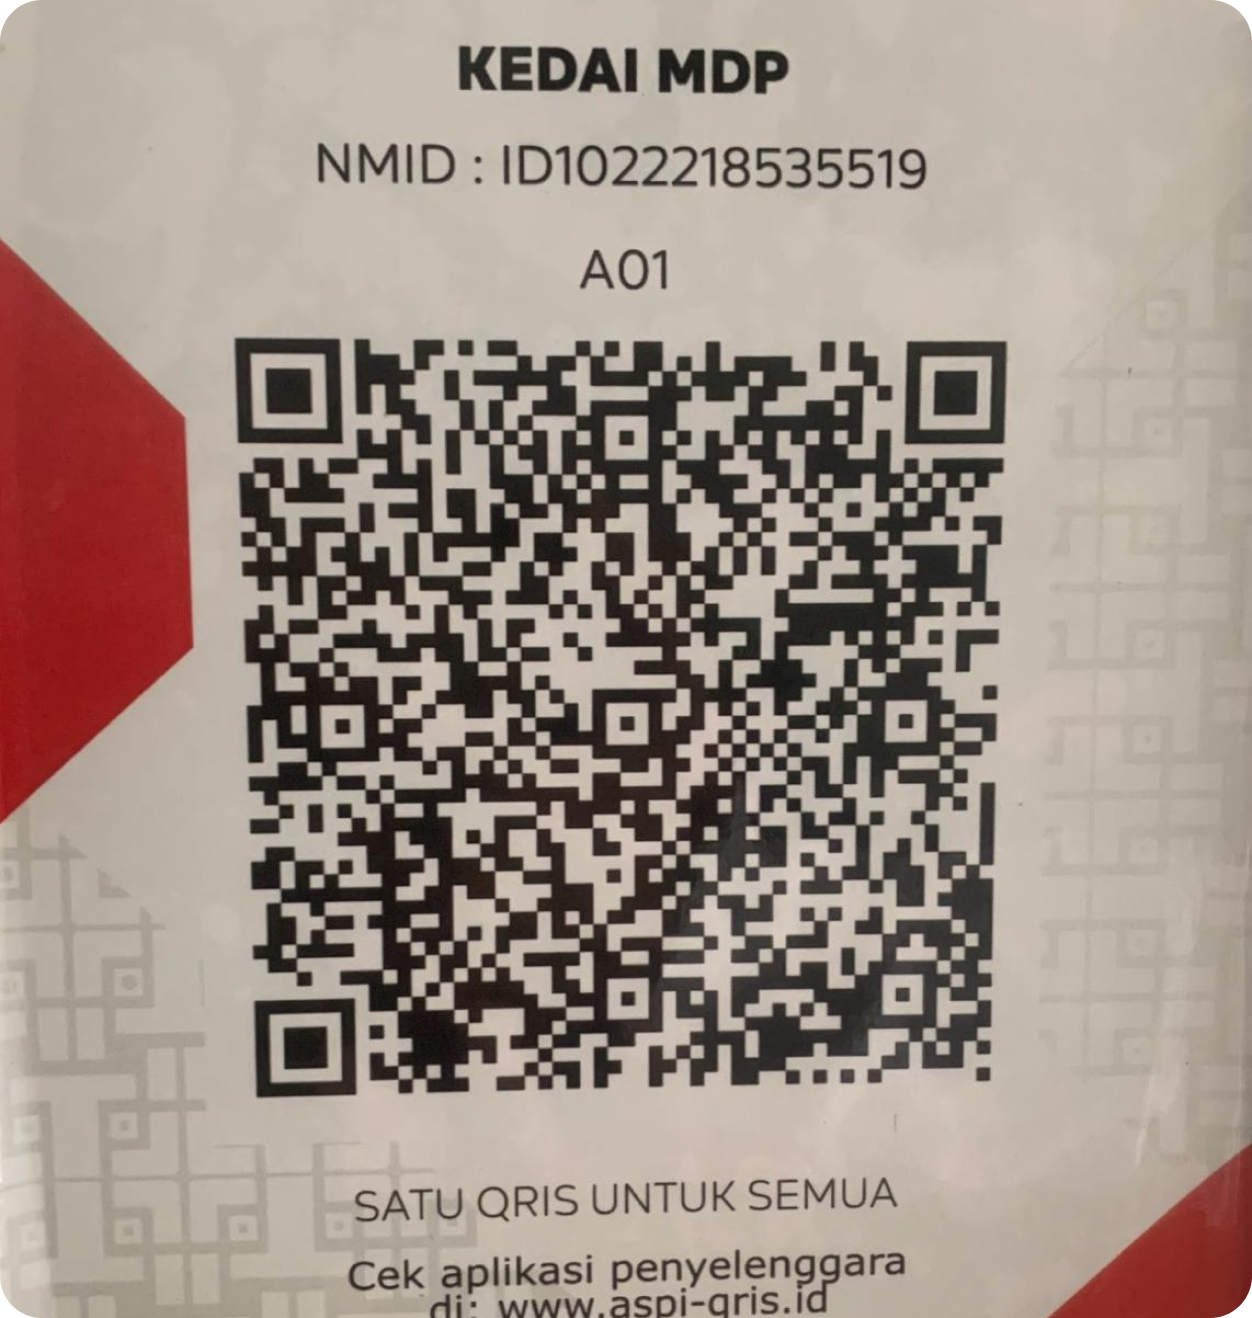 KEDAI MDP
NMID : ID1022218535519
A01
SATU QRIS UNTUK SEMUA
Cek aplikasi penyelenggara
di: www.aspi-qris.id